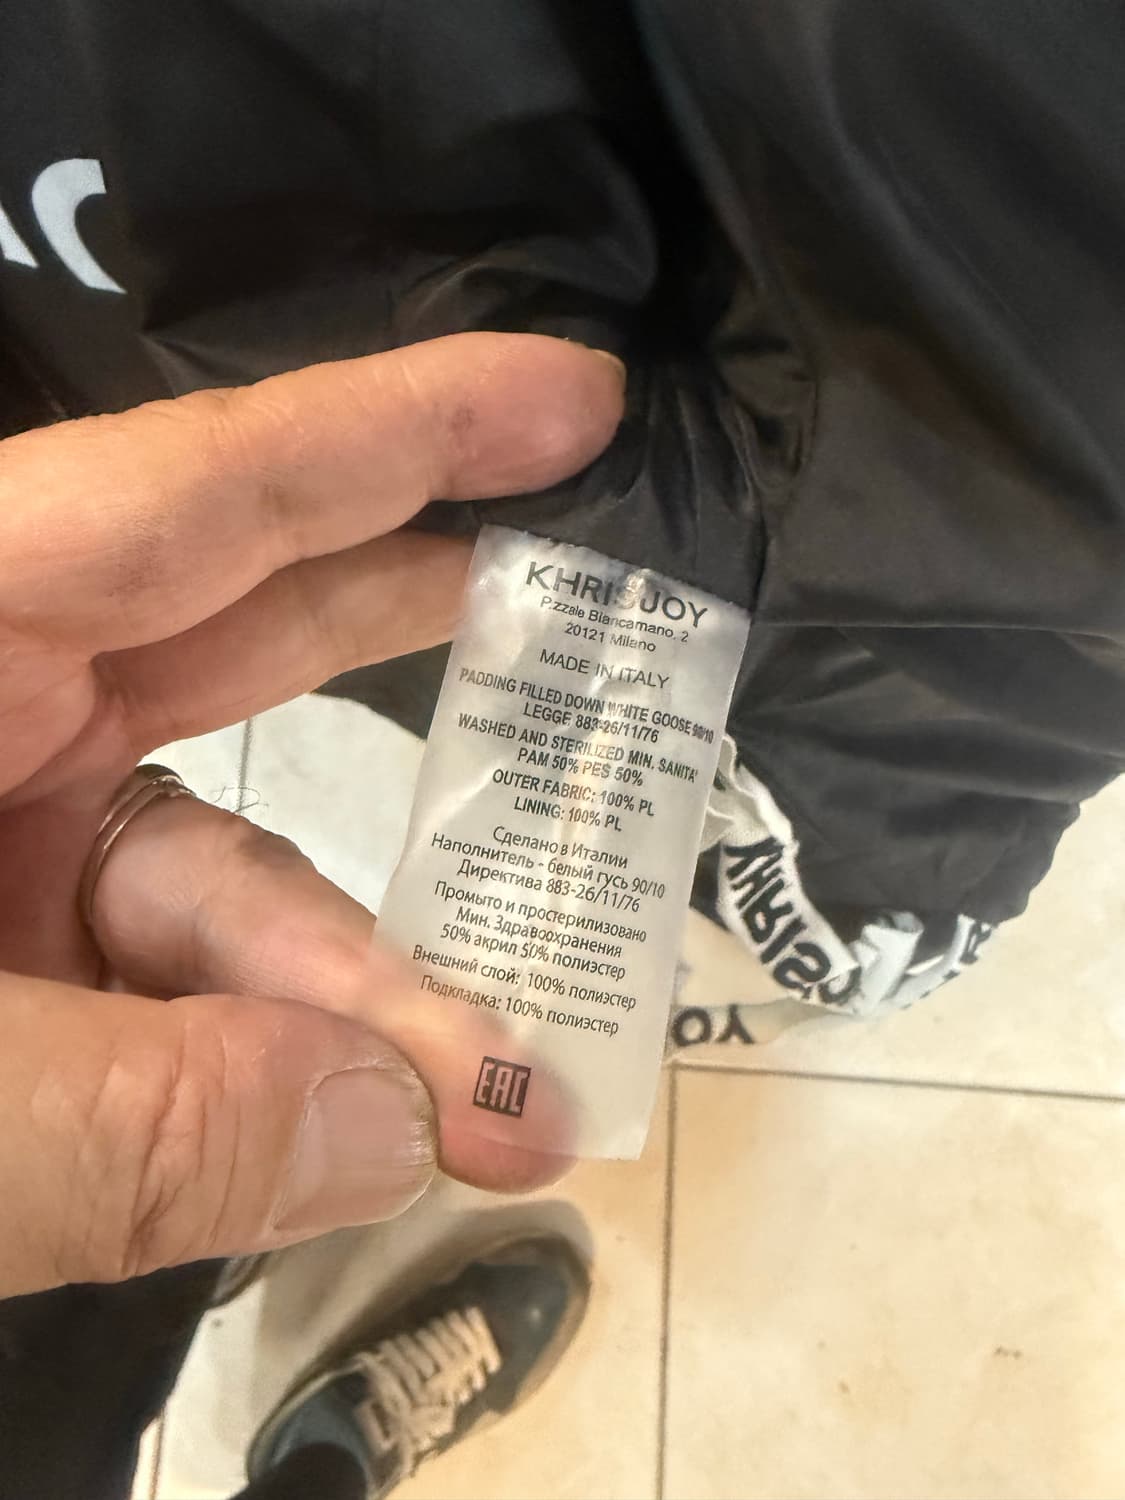 KHRISJOY
P.zzale Biancamano, 2
20121 Milano
MADE IN ITALY
PADDING FILLED DOWN WHITE GOOSE 90/10
LEGGE 883-26/11/76
WASHED AND STERILIZED MIN. SANITA'
PAM 50% PES 50%
OUTER FABRIC: 100% PL
LINING: 100% PL
Сделано в Италии
Наполнитель - белый гусь 90/10
Директива 883-26/11/76
Промыто и простерилизовано
Мин. Здравоохранения
50% акрил 50% полиэстер
Внешний слой: 100% полиэстер
Подкладка: 100% полиэстер
EAC
KHRIS
OY